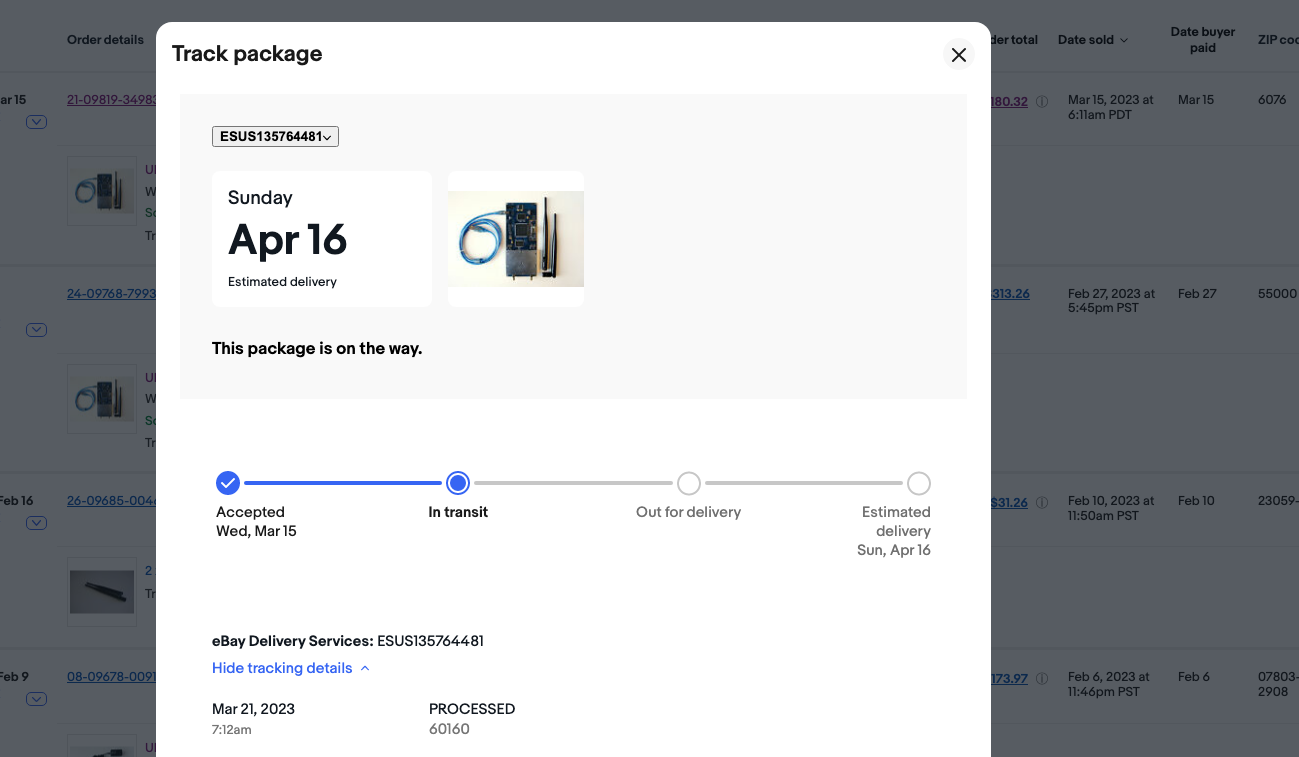 Track package
Order details
der total
Date sold
Date buyer
paid
ZIP coc
ar 15
21-09819-34983
180.32
Mar 15, 2023 at
6:11am PDT
Mar 15
6076
ESUS135764481
Sunday
Apr 16
Estimated delivery
Tr
24-09768-7993
313.26
Feb 27, 2023 at
5:45pm PST
Feb 27
55000
This package is on the way.
Tr
Feb 16
26-09685-004
$31.26
Feb 10, 2023 at
11:50am PST
Feb 10
23059-
Accepted
Wed, Mar 15
In transit
Out for delivery
Estimated
delivery
Sun, Apr 16
2
Tr
eBay Delivery Services: ESUS135764481
Hide tracking details
Feb 9
08-09678-0091
173.97
Feb 6, 2023 at
11:46pm PST
Feb 6
07803-
2908
Mar 21, 2023
7:12am
PROCESSED
60160